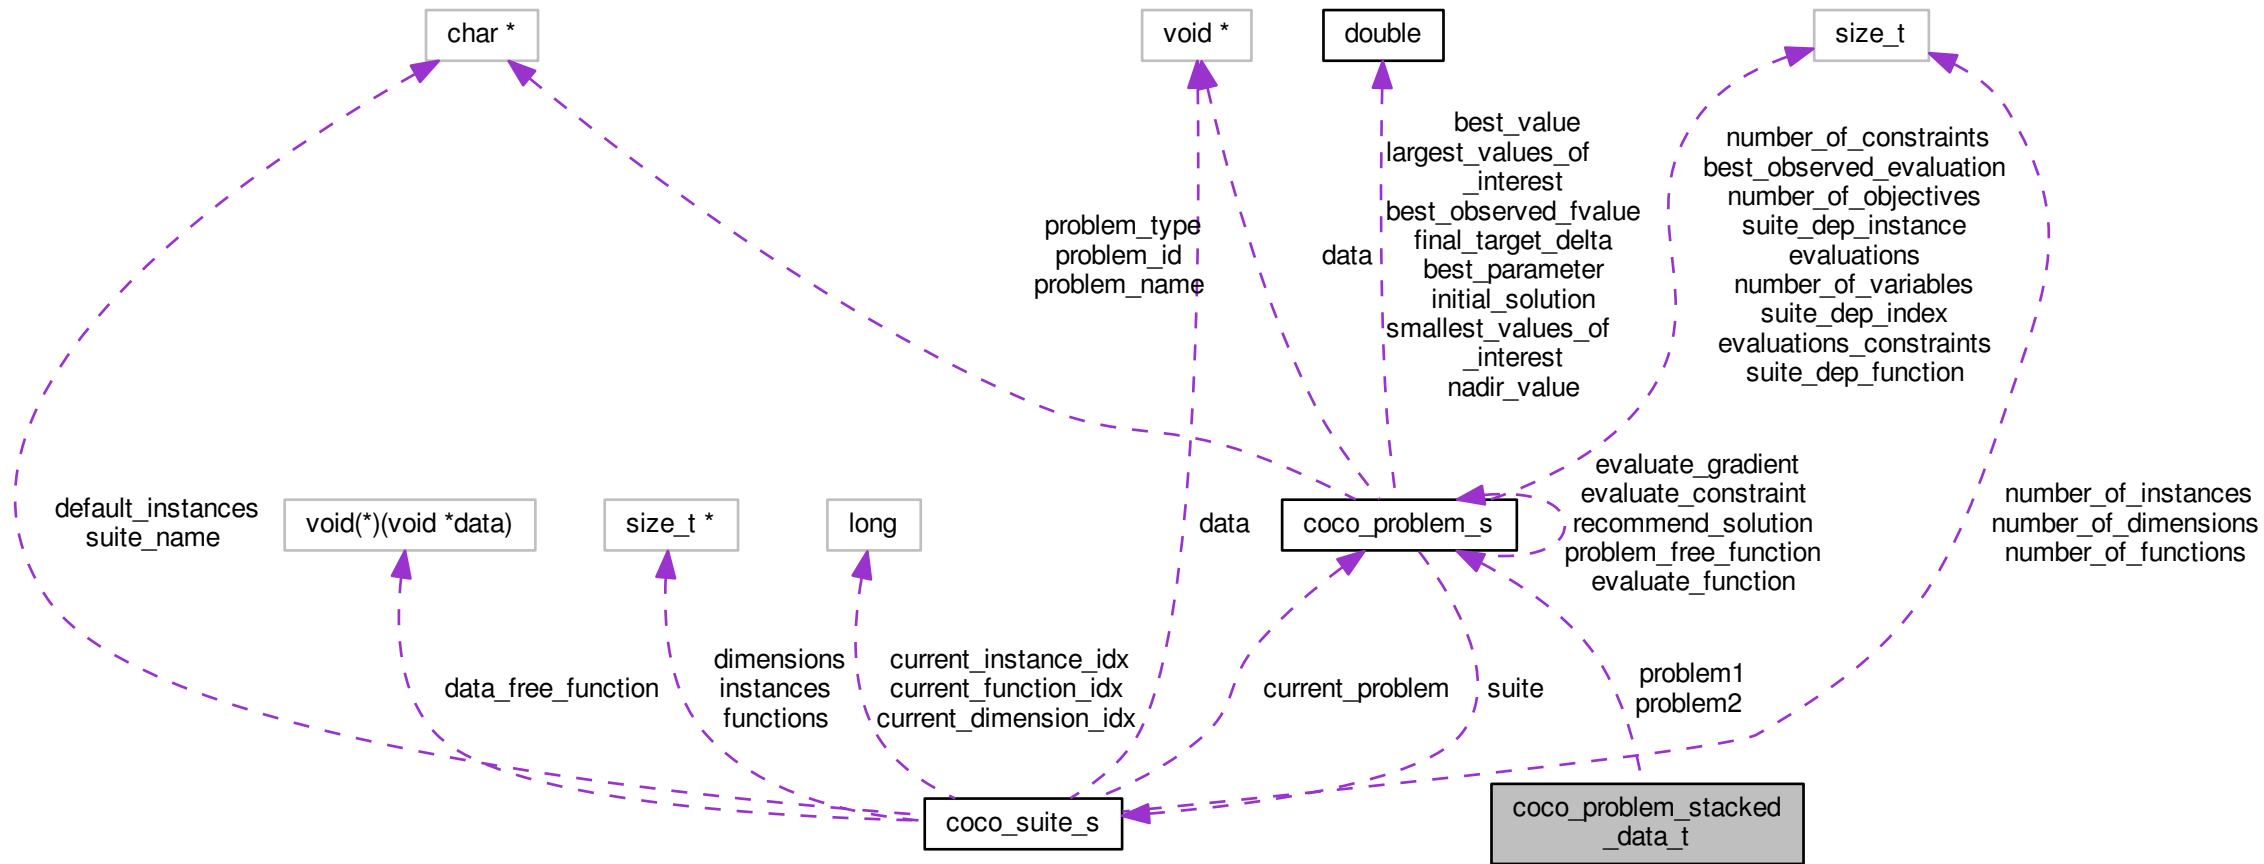 char *
void *
double
size_t
best_value
largest_values_of
_interest
best_observed_fvalue
final_target_delta
best_parameter
initial_solution
smallest_values_of
_interest
nadir_value
number_of_constraints
best_observed_evaluation
number_of_objectives
suite_dep_instance
evaluations
number_of_variables
suite_dep_index
evaluations_constraints
suite_dep_function
problem_type
problem_id
problem_name
data
default_instances
suite_name
void(*)(void *data)
size_t *
long
data
coco_problem_s
evaluate_gradient
evaluate_constraint
recommend_solution
problem_free_function
evaluate_function
number_of_instances
number_of_dimensions
number_of_functions
data_free_function
dimensions
instances
functions
current_instance_idx
current_function_idx
current_dimension_idx
current_problem
suite
problem1
problem2
coco_suite_s
coco_problem_stacked
_data_t